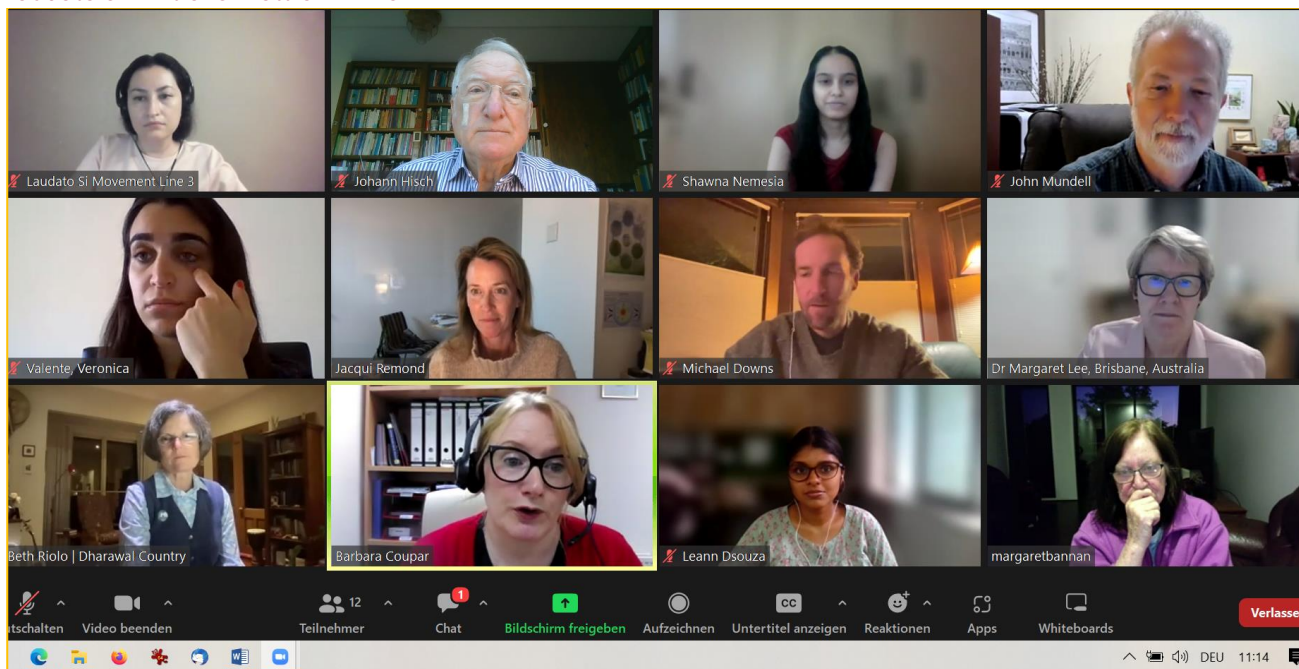 Laudato Si Movement Line 3
Johann Hisch
Shawna Nemesia
John Mundell
Valente, Veronica
Jacqui Remond
Michael Downs
Dr Margaret Lee, Brisbane, Australia
Beth Riolo | Dharawal Country
Barbara Coupar
Leann Dsouza
margaretbannan
12
1
CC
tschalten
Video beenden
Teilnehmer
Chat
Bildschirm freigeben
Aufzeichnen
Untertitel anzeigen
Reaktionen
Apps
Whiteboards
Verlasse
DEU
11:14